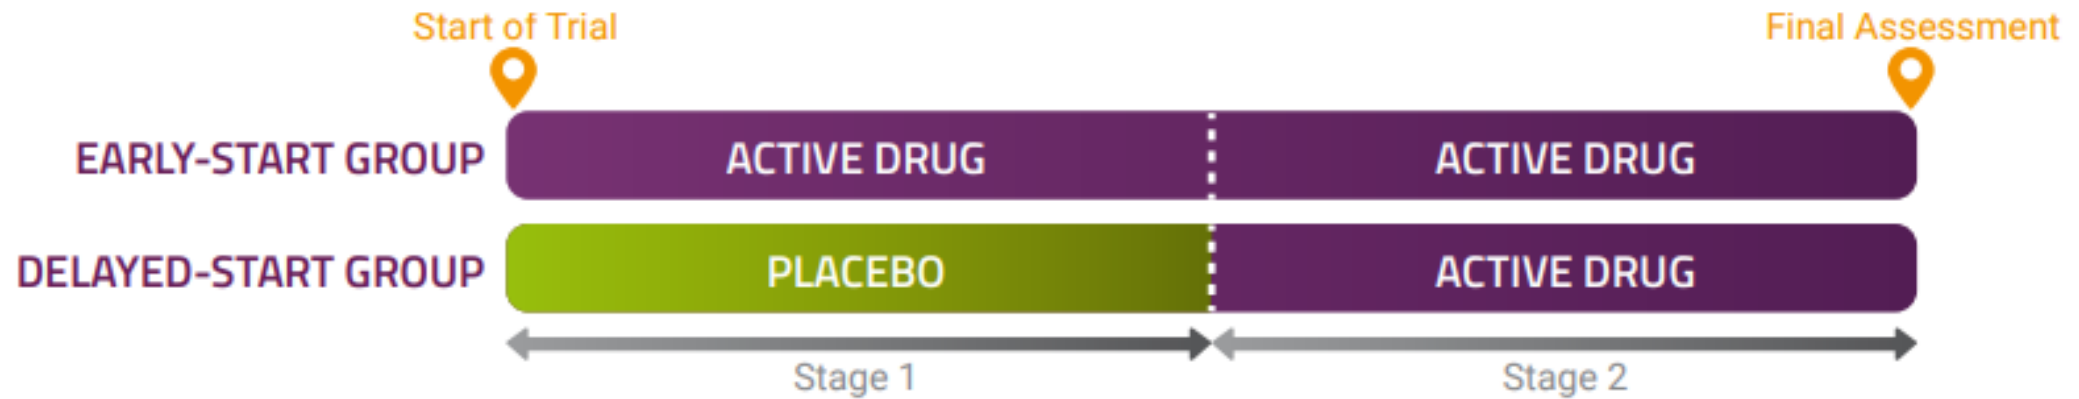 Start of Trial
Final Assessment
EARLY-START GROUP
ACTIVE DRUG
ACTIVE DRUG
DELAYED-START GROUP
PLACEBO
ACTIVE DRUG
Stage 1
Stage 2